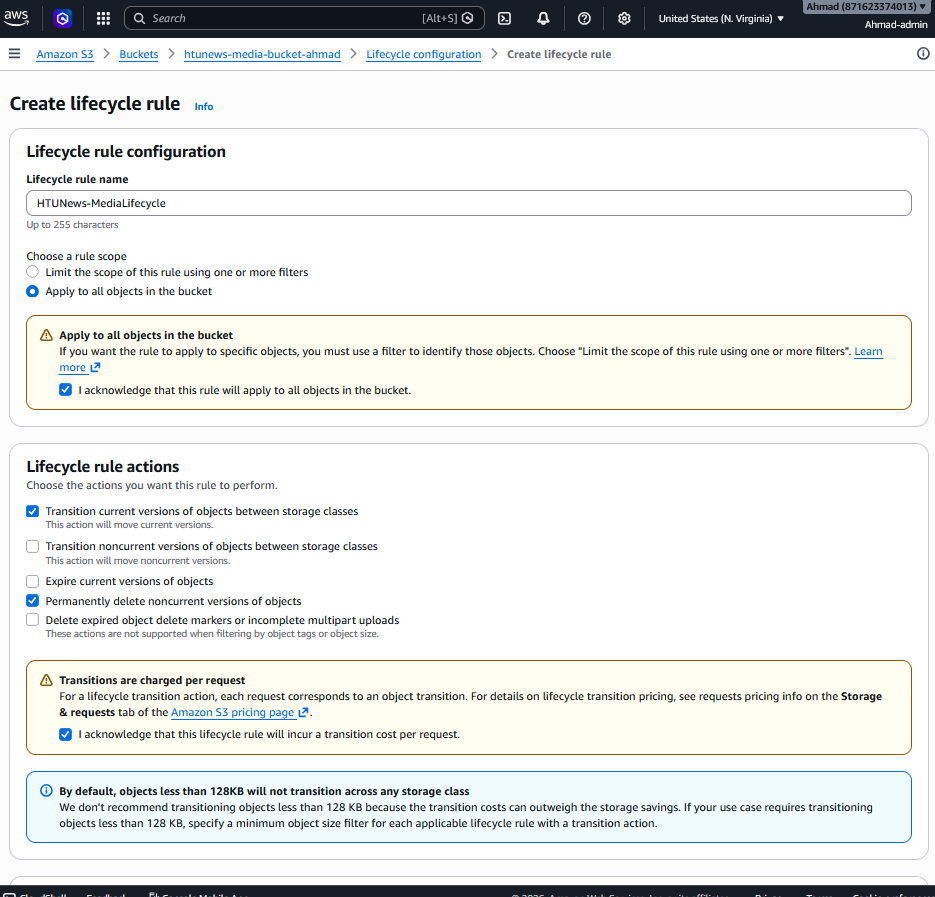 aws
Search
[Alt+S]
United States (N. Virginia)
Ahmad (871623374013)
Ahmad-admin
Amazon S3 > Buckets > htunews-media-bucket-ahmad > Lifecycle configuration > Create lifecycle rule
Create lifecycle rule Info
Lifecycle rule configuration
Lifecycle rule name
HTUNews-MediaLifecycle
Up to 255 characters
Choose a rule scope
Limit the scope of this rule using one or more filters
Apply to all objects in the bucket
Apply to all objects in the bucket
If you want the rule to apply to specific objects, you must use a filter to identify those objects. Choose "Limit the scope of this rule using one or more filters". Learn
more
I acknowledge that this rule will apply to all objects in the bucket.
Lifecycle rule actions
Choose the actions you want this rule to perform.
Transition current versions of objects between storage classes
This action will move current versions.
Transition noncurrent versions of objects between storage classes
This action will move noncurrent versions.
Expire current versions of objects
Permanently delete noncurrent versions of objects
Delete expired object delete markers or incomplete multipart uploads
These actions are not supported when filtering by object tags or object size.
Transitions are charged per request
For a lifecycle transition action, each request corresponds to an object transition. For details on lifecycle transition pricing, see requests pricing info on the Storage
& requests tab of the Amazon S3 pricing page.
I acknowledge that this lifecycle rule will incur a transition cost per request.
By default, objects less than 128KB will not transition across any storage class
We don't recommend transitioning objects less than 128 KB because the transition costs can outweigh the storage savings. If your use case requires transitioning
objects less than 128 KB, specify a minimum object size filter for each applicable lifecycle rule with a transition action.